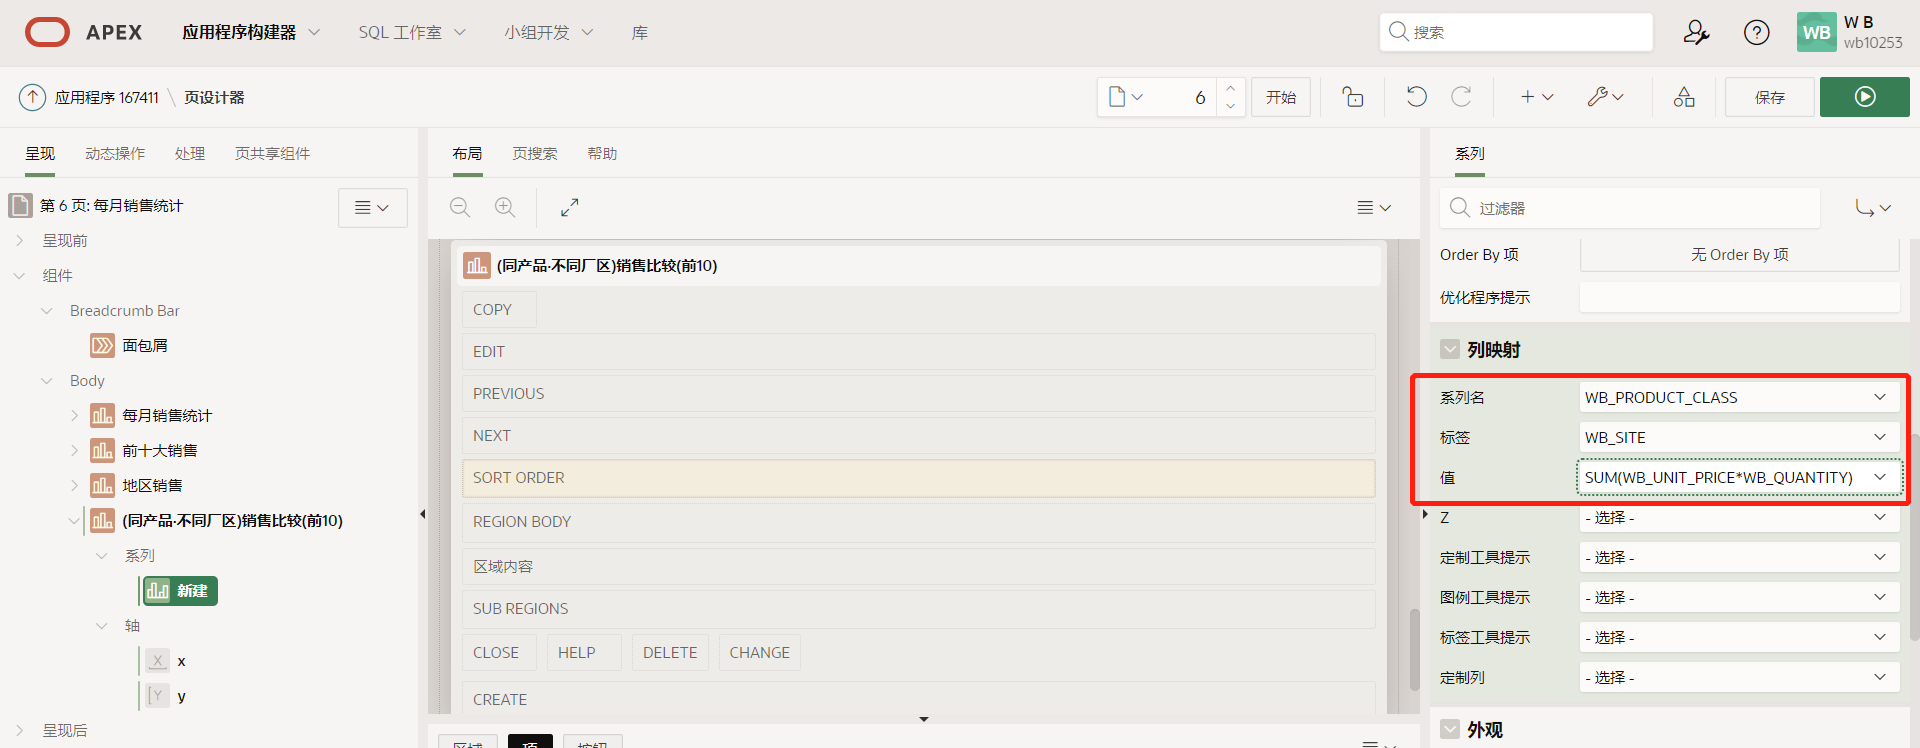 APEX 应用程序构建器 SQL 工作室 小组开发 库 搜索 WB W B
wb10253
应用程序 167411 \ 页设计器 6 开始 保存
呈现 动态操作 处理 页共享组件 布局 页搜索 帮助 系列
第 6 页: 每月销售统计
过滤器
呈现前
组件
Breadcrumb Bar
面包屑
Body
每月销售统计
前十大销售
地区销售
(同产品·不同厂区)销售比较(前10)
系列
新建
轴
X x
Y y
呈现后
(同产品·不同厂区)销售比较(前10)
COPY
EDIT
PREVIOUS
NEXT
SORT ORDER
REGION BODY
区域内容
SUB REGIONS
CLOSE HELP DELETE CHANGE
CREATE
区域 项 按钮
Order By 项 无 Order By 项
优化程序提示
列映射
系列名 WB_PRODUCT_CLASS
标签 WB_SITE
值 SUM(WB_UNIT_PRICE*WB_QUANTITY)
Z - 选择 -
定制工具提示 - 选择 -
图例工具提示 - 选择 -
标签工具提示 - 选择 -
定制列 - 选择 -
外观